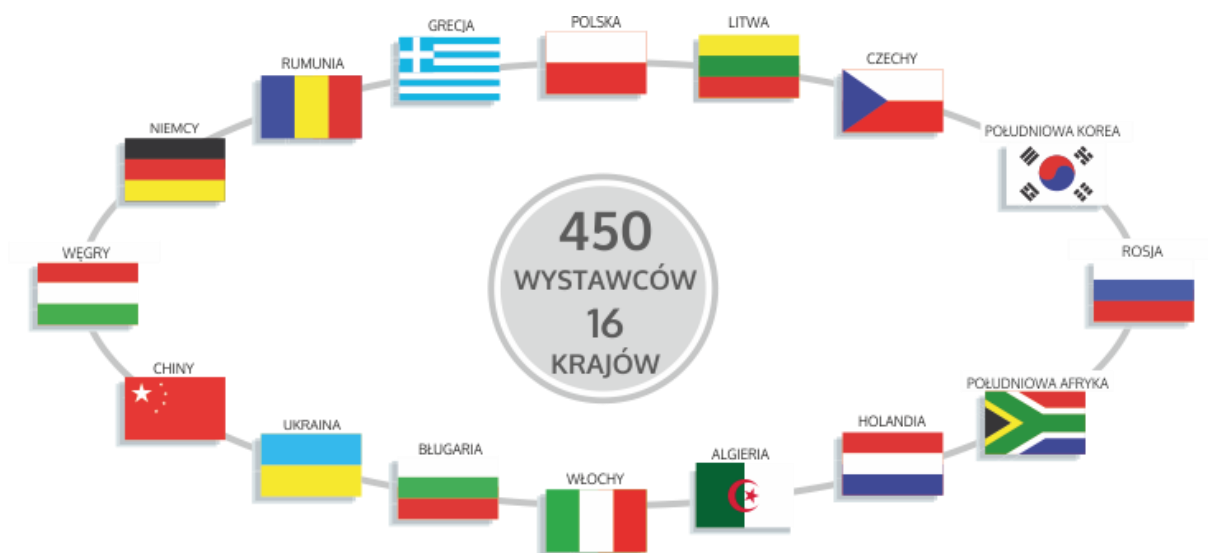 GRECJA
POLSKA
LITWA
RUMUNIA
CZECHY
NIEMCY
POŁUDNIOWA KOREA
WĘGRY
ROSJA
450
WYSTAWCÓW
16
KRAJÓW
CHINY
POŁUDNIOWA AFRYKA
UKRAINA
HOLANDIA
BŁUGARIA
ALGIERIA
WŁOCHY